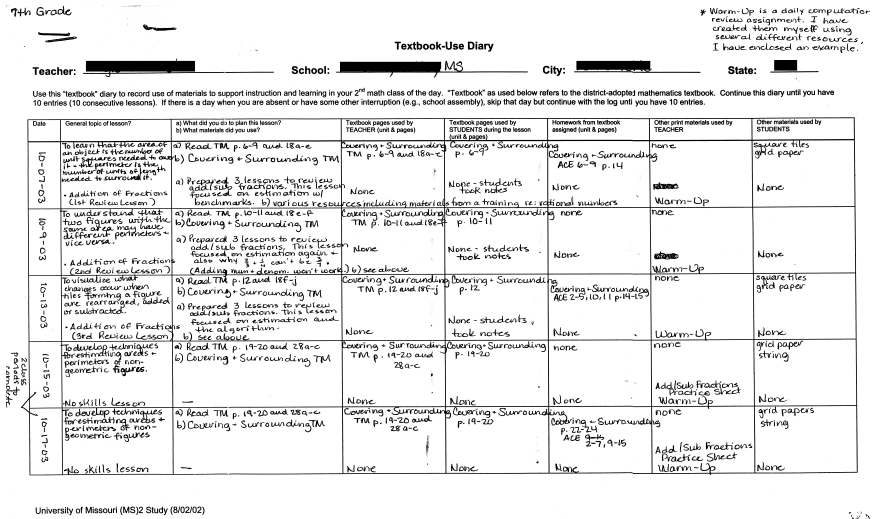 7th Grade
* Warm-Up is a daily computation
review assignment. I have
created them myself using
several different resources,
I have enclosed an example.
Textbook-Use Diary
Teacher: School: MS City: State:
Use this "textbook" diary to record use of materials to support instruction and learning in your 2nd math class of the day. "Textbook" as used below refers to the district-adopted mathematics textbook. Continue this diary until you have
10 entries (10 consecutive lessons). If there is a day when you are absent or have some other interruption (e.g., school assembly), skip that day but continue with the log until you have 10 entries.
Date
General topic of lesson?
a) What did you do to plan this lesson?
b) What materials did you use?
Textbook pages used by
TEACHER (unit & pages)
Textbook pages used by
STUDENTS during the lesson
(unit & pages)
Homework from textbook
assigned (unit & pages)
Other print materials used by
TEACHER
Other materials used by
STUDENTS
10-07-03
To learn that the area of
an object is the number of
unit squares needed to cover
it + the perimeter is the
number of units of length
needed to surround it.
a) Read TM p. 6-9 and 18a-e
b) Covering + Surrounding TM
Covering + Surrounding
TM p. 6-9 and 18a-e
Covering + Surrounding
p. 6-9
Covering + Surrounding
ACE 6-9 p. 14
none
square tiles
grid paper
• Addition of Fractions
(1st Review Lesson)
a) Prepared 3 lessons to review
add/sub fractions. This lesson
focused on estimation w/
benchmarks. b) various resources including materials from a training re: rational numbers
None
None - students
took notes
None
Warm-Up
None
10-9-03
To understand that
two figures with the
same area may have
different perimeters +
vice versa.
a) Read TM p. 10-11 and 18e-f
b) Covering + Surrounding TM
Covering + Surrounding
TM p. 10-11 and 18e-f
Covering + Surrounding
p. 10-11
none
none
• Addition of Fractions
(2nd Review Lesson)
a) Prepared 3 lessons to review
add/sub fractions. This lesson
focused on estimation again +
also why
can't be
(Adding num + denom. won't work.) b) see above
None
None - students
took notes
None
Warm-Up
None
10-13-03
To visualize what
changes occur when
tiles forming a figure
are rearranged, added
or subtracted.
a) Read TM p. 12 and 18f-j
b) Covering + Surrounding TM
Covering + Surrounding
TM p. 12 and 18f-j
Covering + Surrounding
p. 12
Covering + Surrounding
ACE 2-5, 10, 11 p. 14-15
none
square tiles
grid paper
• Addition of Fractions
(3rd Review Lesson)
a) Prepared 3 lessons to review
add/sub fractions. This lesson
focused on estimation and
the algorithm.
b) see above
None
None - students
took notes
None
Warm-Up
None
2 class
periods to
complete
10-15-03
To develop techniques
for estimating areas +
perimeters of non-
geometric figures.
a) Read TM p. 19-20 and 28a-c
b) Covering + Surrounding TM
Covering + Surrounding
TM p. 19-20 and
28a-c
Covering + Surrounding
p. 19-20
none
none
grid paper
string
• No skills Lesson
—
None
None
None
Add/Sub Fractions
Practice Sheet
Warm-Up
None
10-17-03
To develop techniques
for estimating areas +
perimeters of non-
geometric figures
a) Read TM p. 19-20 and 28a-c
b) Covering + Surrounding TM
Covering + Surrounding
TM p. 19-20 and
28a-c
Covering + Surrounding
p. 19-20
Covering + Surrounding
p. 22-24
ACE
2-7, 9-15
none
grid papers
string
• No skills lesson
—
None
None
None
Add/Sub Fractions
Practice Sheet
Warm-Up
None
University of Missouri (MS)2 Study (8/02/02)